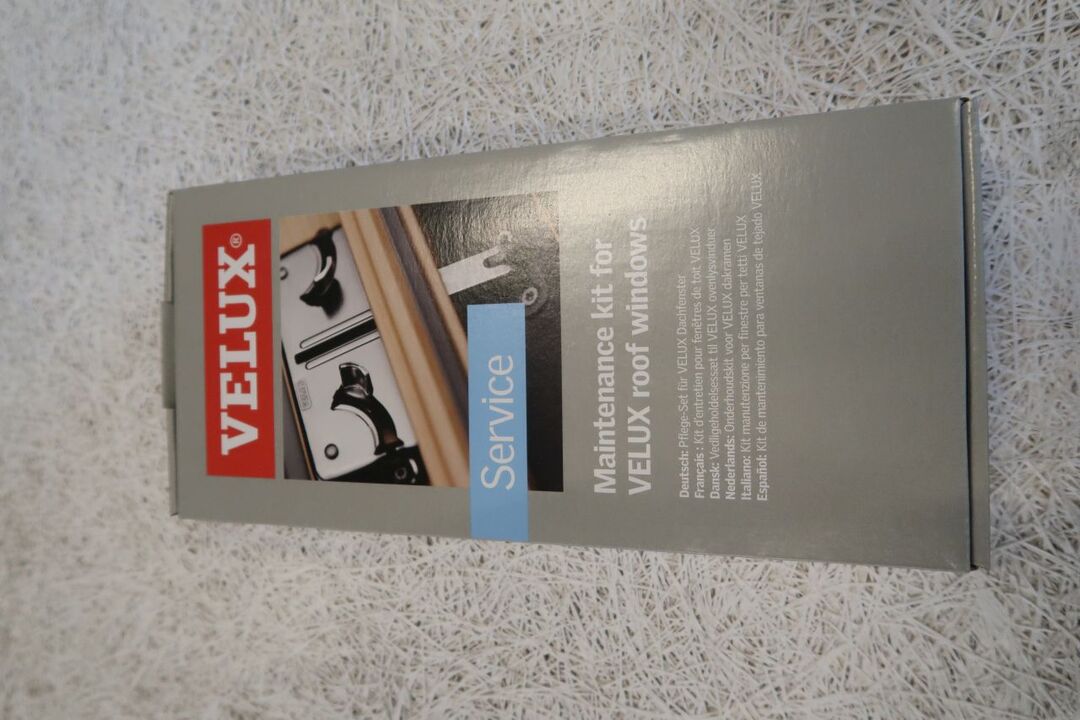 VELUX®
Service
Maintenance kit for
VELUX roof windows
Deutsch: Pflege-Set für VELUX Dachfenster
Français : Kit d'entretien pour fenêtres de toit VELUX
Dansk: Vedligeholdelsessæt til VELUX ovenlysvinduer
Nederlands: Onderhoudskit voor VELUX dakramen
Italiano: Kit manutenzione per finestre per tetti VELUX
Español: Kit de mantenimiento para ventanas de tejado VELUX